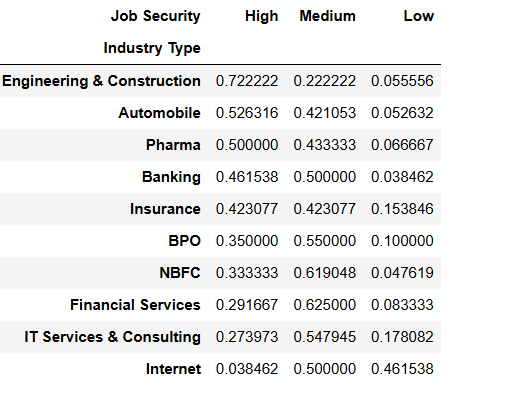 Job Security High Medium Low
Industry Type
Engineering & Construction 0.722222 0.222222 0.055556
Automobile 0.526316 0.421053 0.052632
Pharma 0.500000 0.433333 0.066667
Banking 0.461538 0.500000 0.038462
Insurance 0.423077 0.423077 0.153846
BPO 0.350000 0.550000 0.100000
NBFC 0.333333 0.619048 0.047619
Financial Services 0.291667 0.625000 0.083333
IT Services & Consulting 0.273973 0.547945 0.178082
Internet 0.038462 0.500000 0.461538